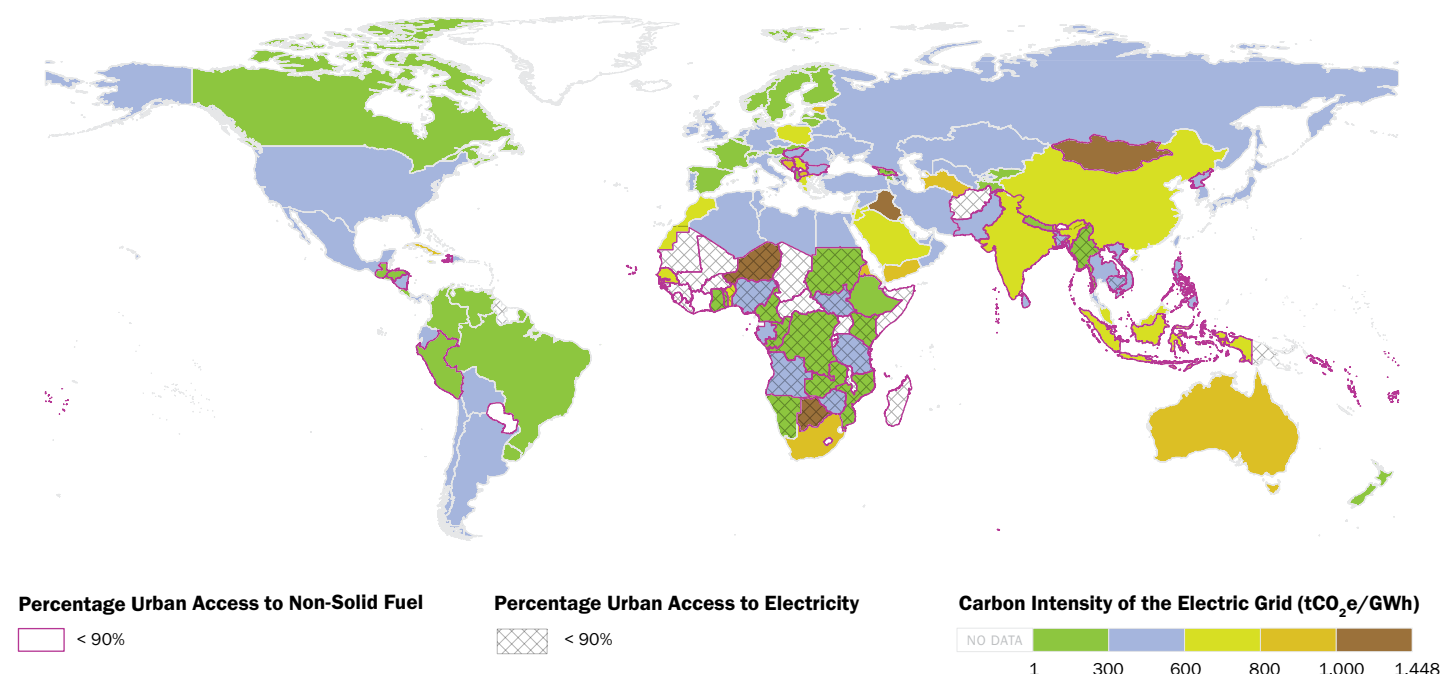 Percentage Urban Access to Non-Solid Fuel
< 90%
Percentage Urban Access to Electricity
< 90%
Carbon Intensity of the Electric Grid (tCO₂e/GWh)
NO DATA
1 300 600 800 1,000 1,448